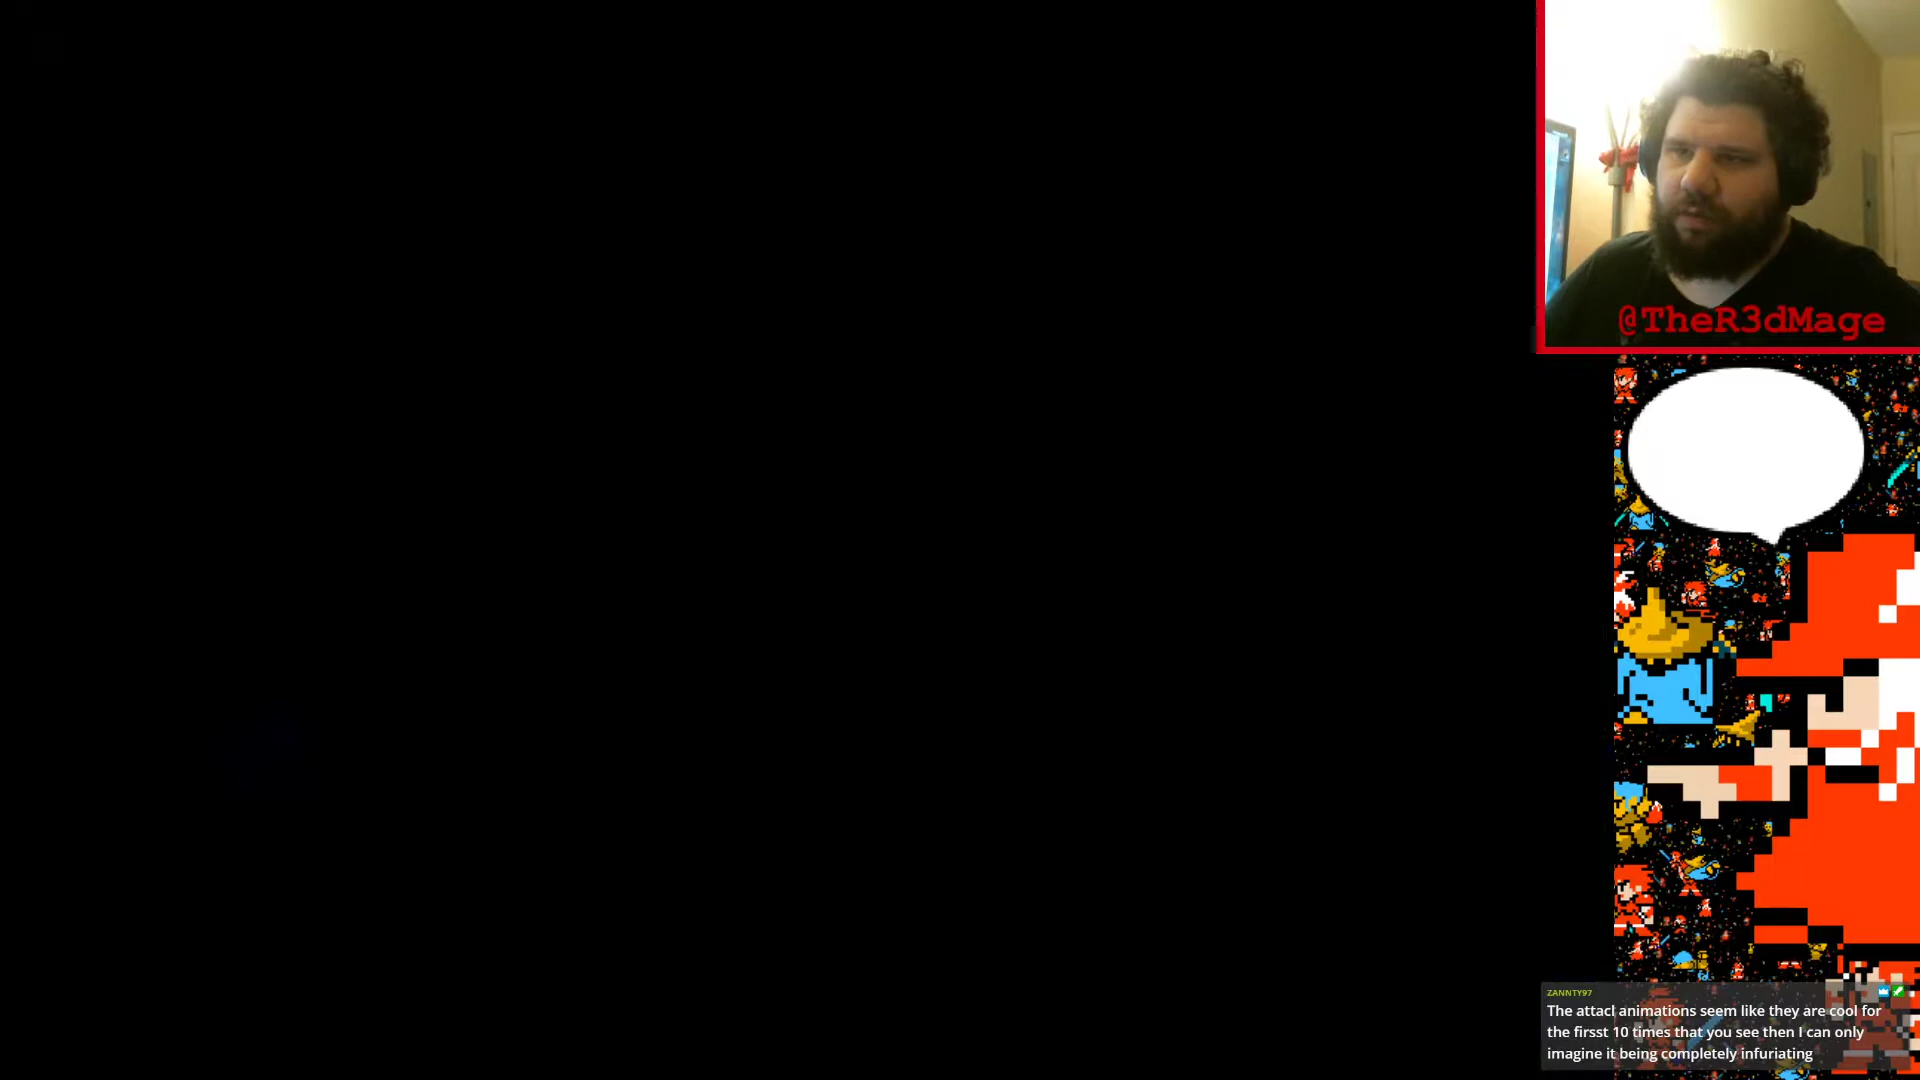 @TheR3dMage
ZANNTY97
The attacl animations seem like they are cool for
the firsst 10 times that you see then I can only
imagine it being completely infuriating